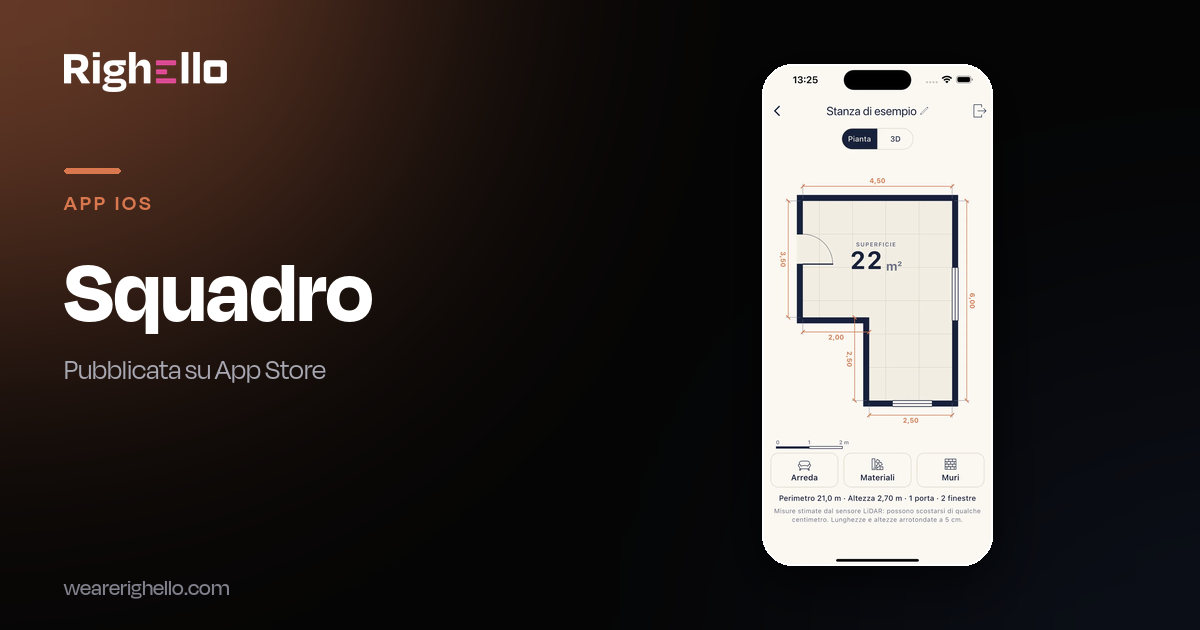 Righello
APP IOS
Squadro
Pubblicata su App Store
wearerighello.com
13:25
Stanza di esempio
Pianta
3D
4,50
3,50
SUPERFICIE
22 m²
6,00
2,00
2,50
2,50
0 1 2 m
Arreda
Materiali
Muri
Perimetro 21,0 m · Altezza 2,70 m · 1 porta · 2 finestre
Misure stimate dal sensore LiDAR: possono scostarsi di qualche
centimetro. Lunghezze e altezze arrotondate a 5 cm.